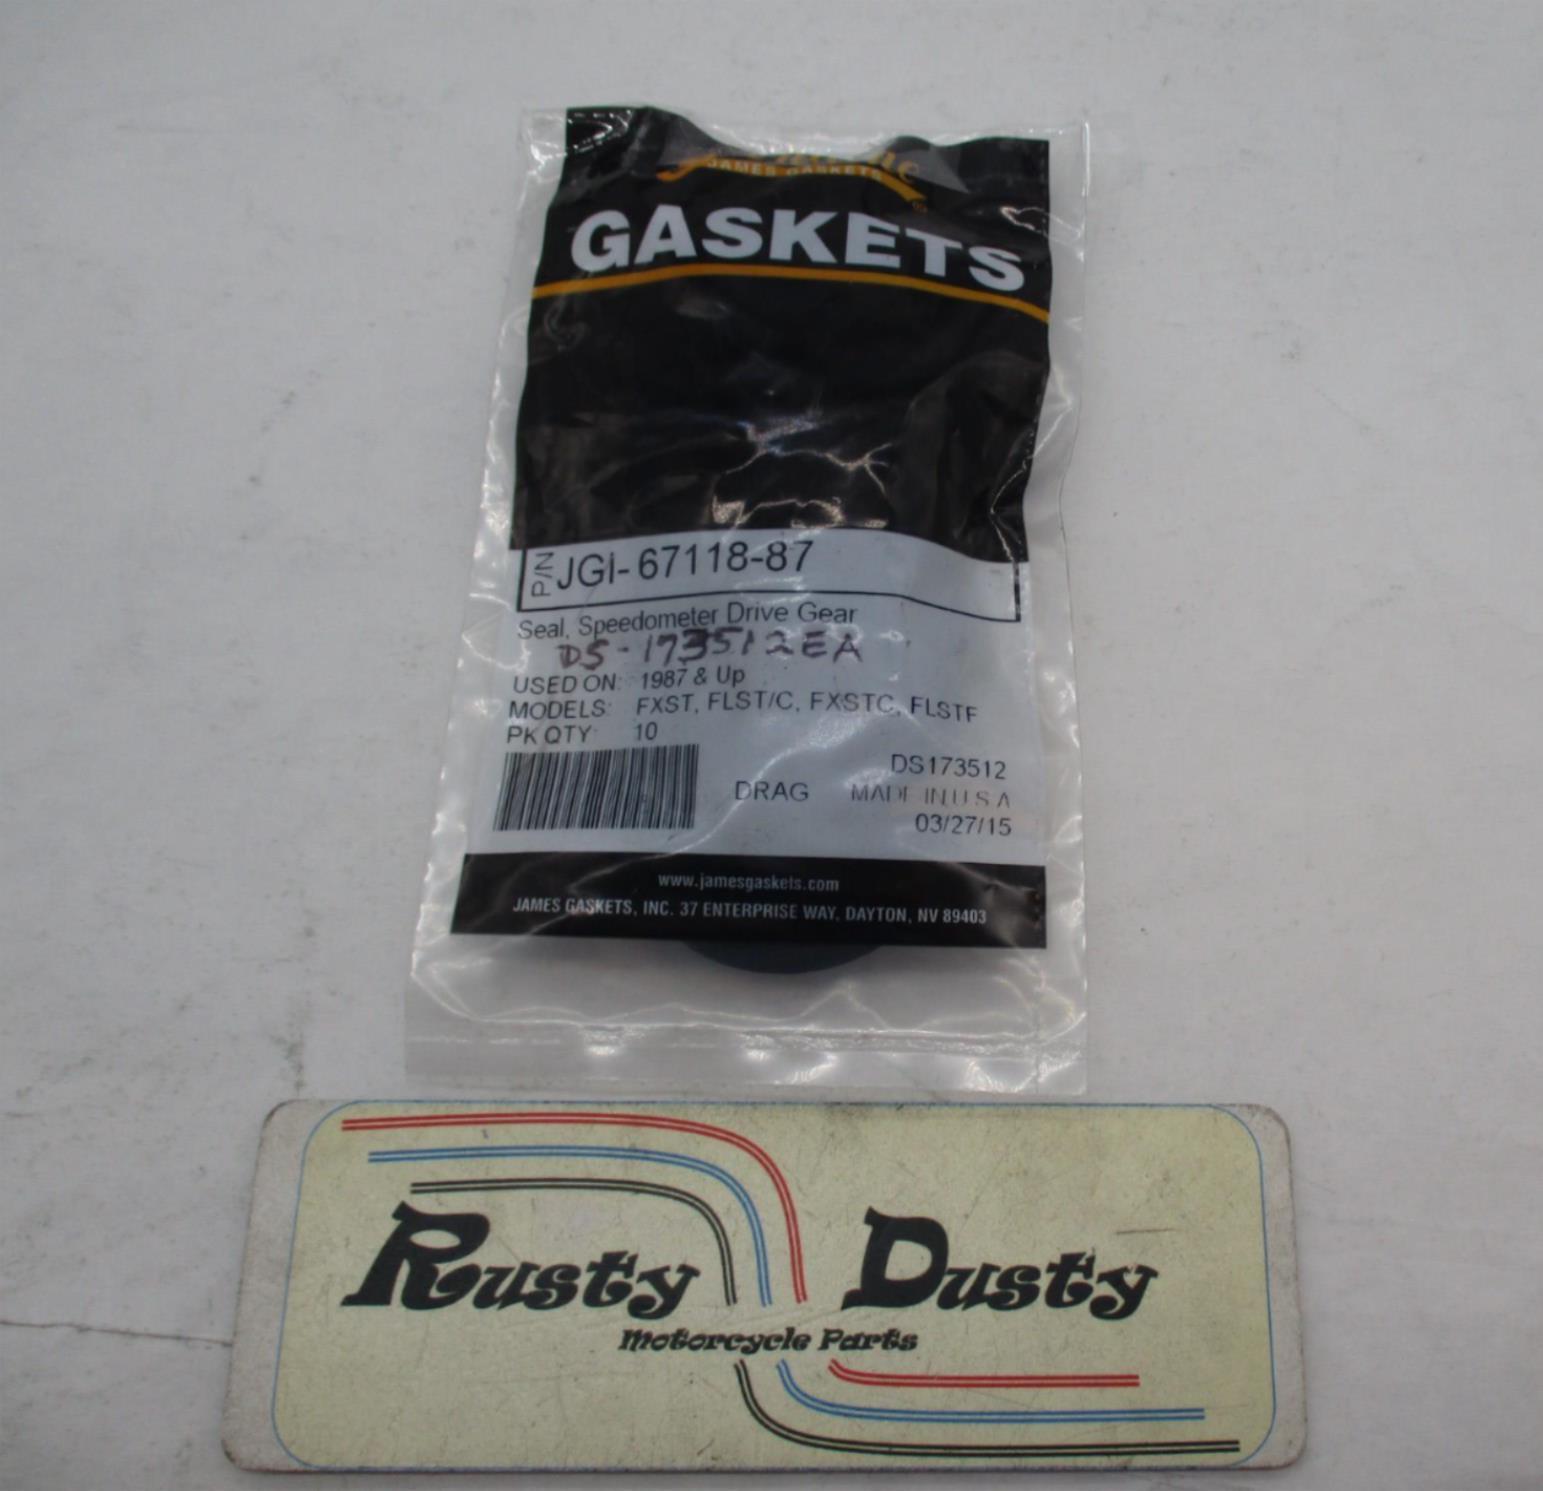 JAMES GASKETS
®
GASKETS
P/N JGI-67118-87
Seal, Speedometer Drive Gear
DS-173512EA
USED ON: 1987 & Up
MODELS: FXST, FLST/C, FXSTC, FLSTF
PK QTY: 10
DS173512
DRAG MADE IN U.S.A
03/27/15
www.jamesgaskets.com
JAMES GASKETS, INC. 37 ENTERPRISE WAY, DAYTON, NV 89403
Rusty Dusty
Motorcycle Parts